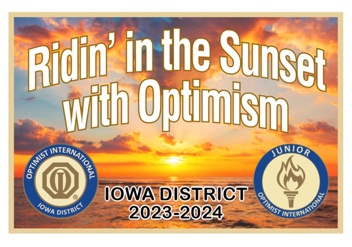 Ridin' in the Sunset
with Optimism
OPTIMIST INTERNATIONAL
IOWA DISTRICT
IOWA DISTRICT
2023-2024
JUNIOR
OPTIMIST INTERNATIONAL